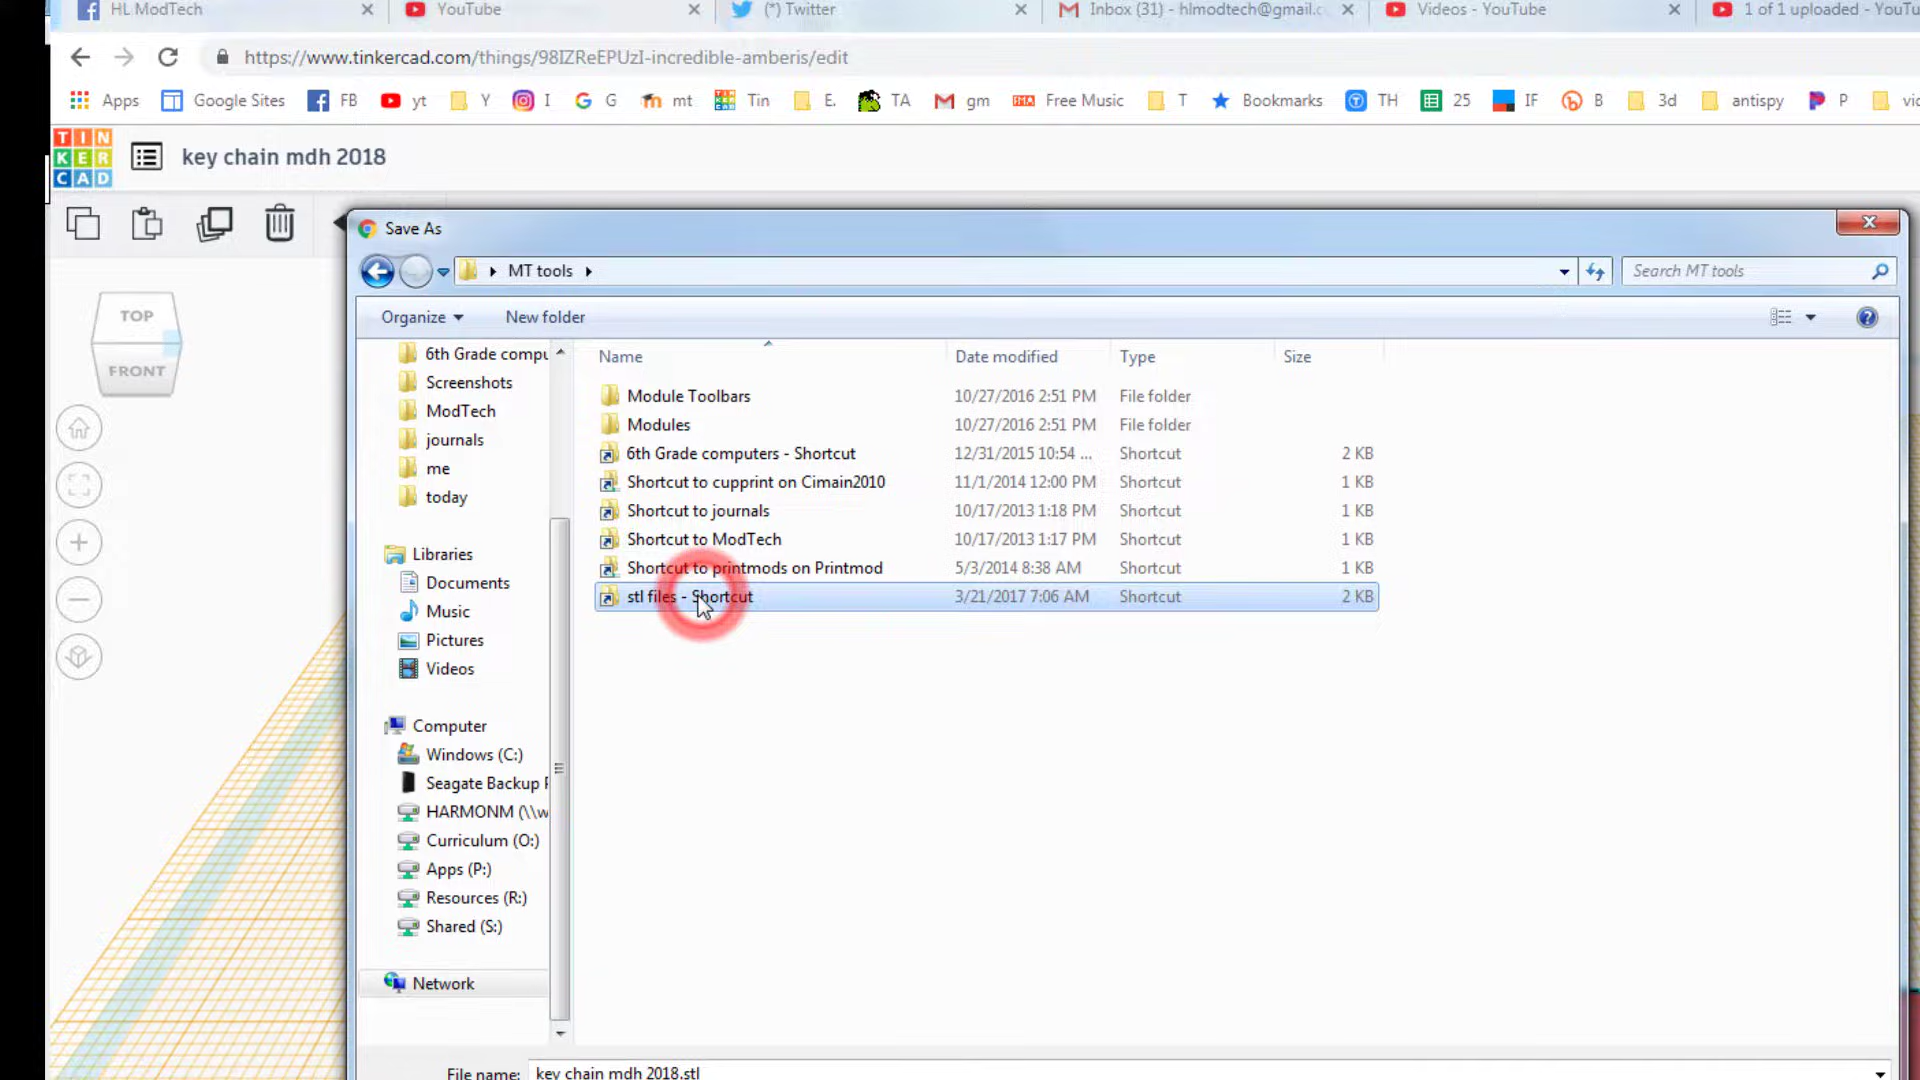 HL ModTech
YouTube
(*) Twitter
Inbox (31) - hlmodtech@gmail.c
Videos - YouTube
1 of 1 uploaded - YouTu
https://www.tinkercad.com/things/98IZReEPUzI-incredible-amberis/edit
Apps Google Sites FB yt Y I G mt Tin E. TA gm Free Music T Bookmarks TH 25 IF B 3d antispy P vic
TIN
KER
CAD
key chain mdh 2018
Save As
MT tools
Search MT tools
Organize New folder
TOP
FRONT
6th Grade compu
Screenshots
ModTech
journals
me
today
Libraries
Documents
Music
Pictures
Videos
Computer
Windows (C:)
Seagate Backup P
HARMONM (\\w
Curriculum (O:)
Apps (P:)
Resources (R:)
Shared (S:)
Network
Name Date modified Type Size
Module Toolbars 10/27/2016 2:51 PM File folder
Modules 10/27/2016 2:51 PM File folder
6th Grade computers - Shortcut 12/31/2015 10:54 ... Shortcut 2 KB
Shortcut to cupprint on Cimain2010 11/1/2014 12:00 PM Shortcut 1 KB
Shortcut to journals 10/17/2013 1:18 PM Shortcut 1 KB
Shortcut to ModTech 10/17/2013 1:17 PM Shortcut 1 KB
Shortcut to printmods on Printmod 5/3/2014 8:38 AM Shortcut 1 KB
stl files - Shortcut 3/21/2017 7:06 AM Shortcut 2 KB
File name: key chain mdh 2018.stl